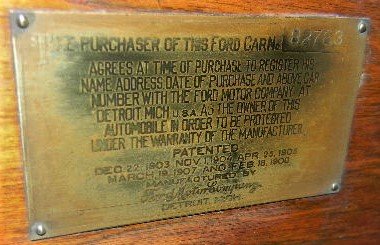 THE PURCHASER OF THIS FORD CAR No.
AGREES AT TIME OF PURCHASE TO REGISTER HIS
NAME ADDRESS DATE OF PURCHASE AND ABOVE CAR
NUMBER WITH THE FORD MOTOR COMPANY, AT
DETROIT MICH U.S.A. AS THE OWNER OF THIS
AUTOMOBILE IN ORDER TO BE PROTECTED
UNDER THE WARRANTY OF THE MANUFACTURER
PATENTED
DEC. 22, 1903, NOV. 1, 1904, APR. 25, 1905
MARCH 19, 1907, AND FEB. 18, 1908,
MANUFACTURED BY
Ford Motor Company
DETROIT, MICH.